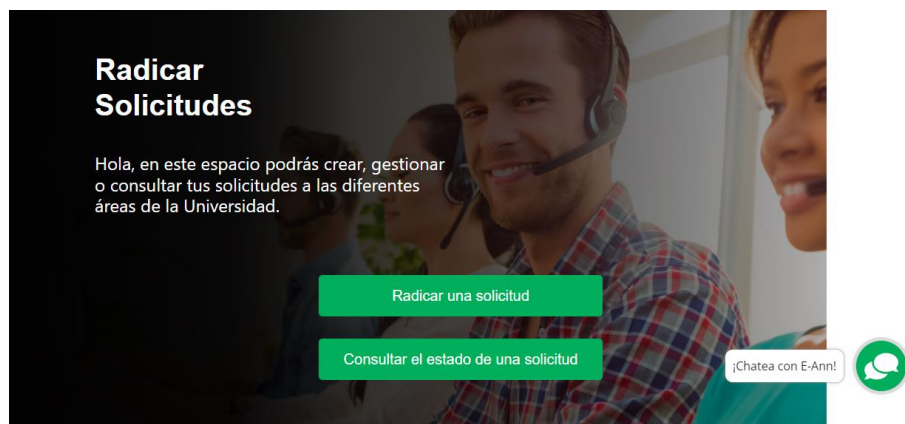 Radicar
Solicitudes
Hola, en este espacio podrás crear, gestionar
o consultar tus solicitudes a las diferentes
áreas de la Universidad.
Radicar una solicitud
Consultar el estado de una solicitud
¡Chatea con E-Ann!